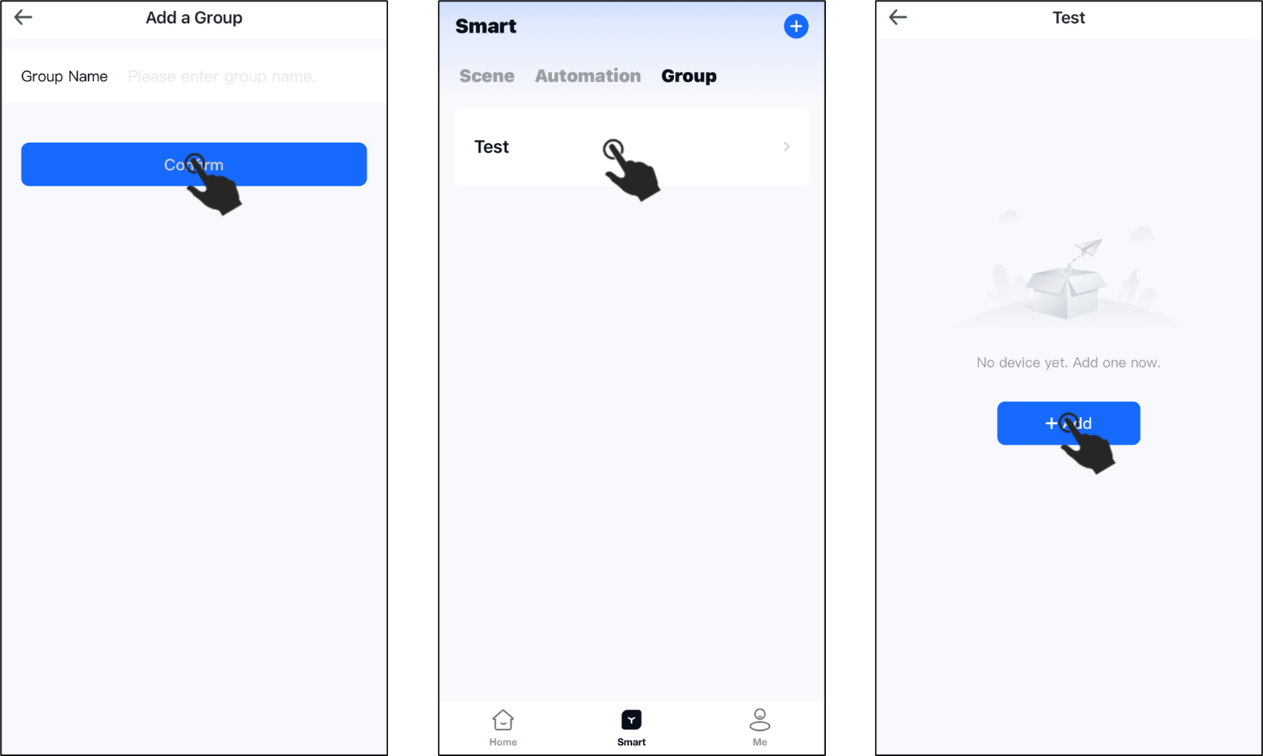 Add a Group
Group Name Please enter group name.
Confirm
Smart
Scene Automation Group
Test
Home Smart Me
Test
No device yet. Add one now.
+ Add